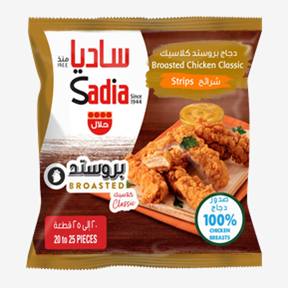 دجاج بروستد كلاسيك
Broasted Chicken Classic
Strips شرائح
ساديا
منذ
١٩٤٤
Sadia
Since
1944
حلال
بروستد
BROASTED
كلاسيك
Classic
٢٠ إلى ٢٥ قطعة
20 to 25 PIECES
صدور
دجاج
100%
CHICKEN
BREASTS